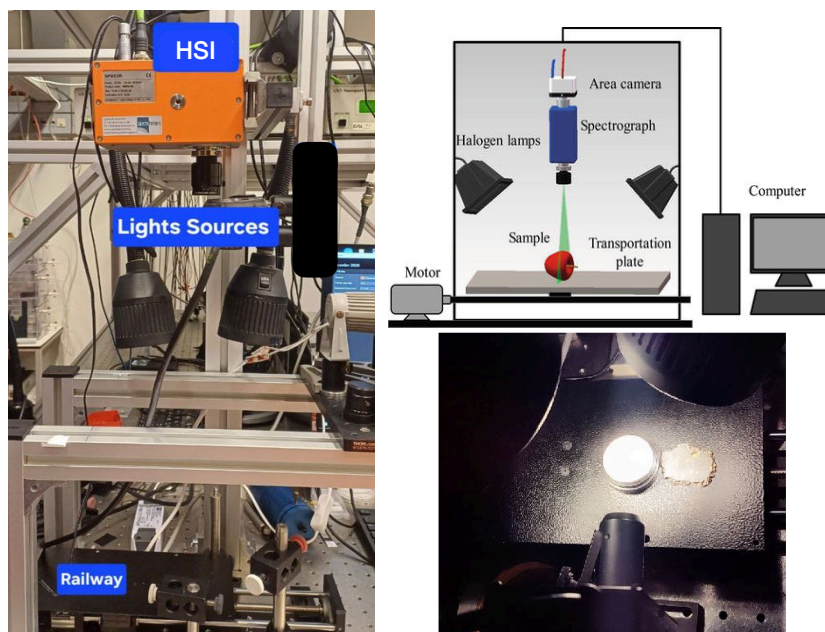 HSI
SPECIM
Lights Sources
Railway
Area camera
Spectrograph
Halogen lamps
Computer
Sample
Transportation
plate
Motor